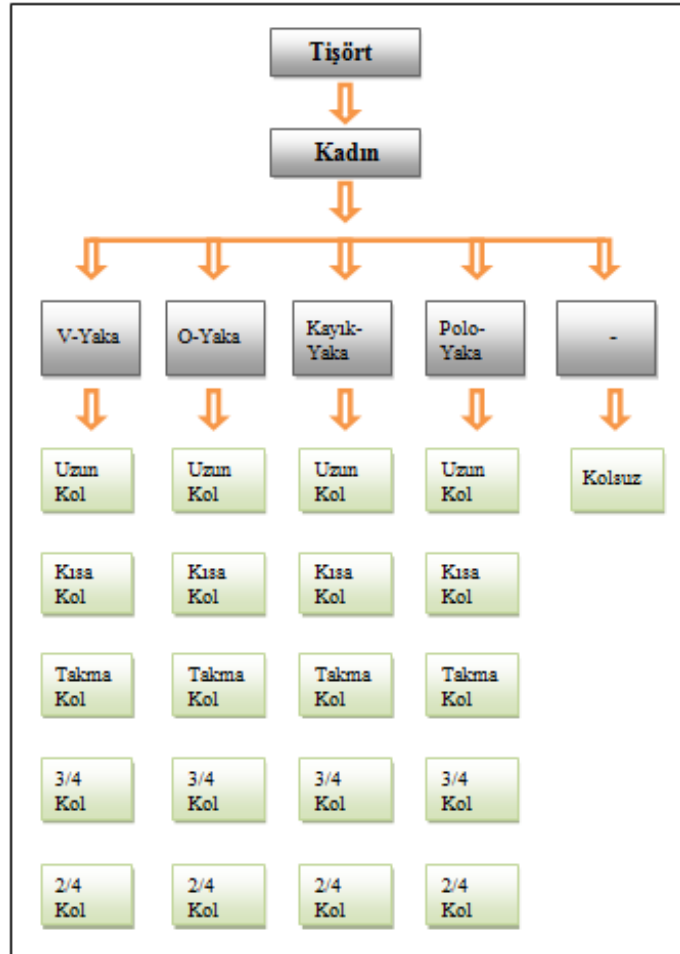 Tişört
Kadın
V-Yaka
O-Yaka
Kayık-
Yaka
Polo-
Yaka
-
Uzun
Kol
Uzun
Kol
Uzun
Kol
Uzun
Kol
Kolsuz
Kısa
Kol
Kısa
Kol
Kısa
Kol
Kısa
Kol
Takma
Kol
Takma
Kol
Takma
Kol
Takma
Kol
3/4
Kol
3/4
Kol
3/4
Kol
3/4
Kol
2/4
Kol
2/4
Kol
2/4
Kol
2/4
Kol